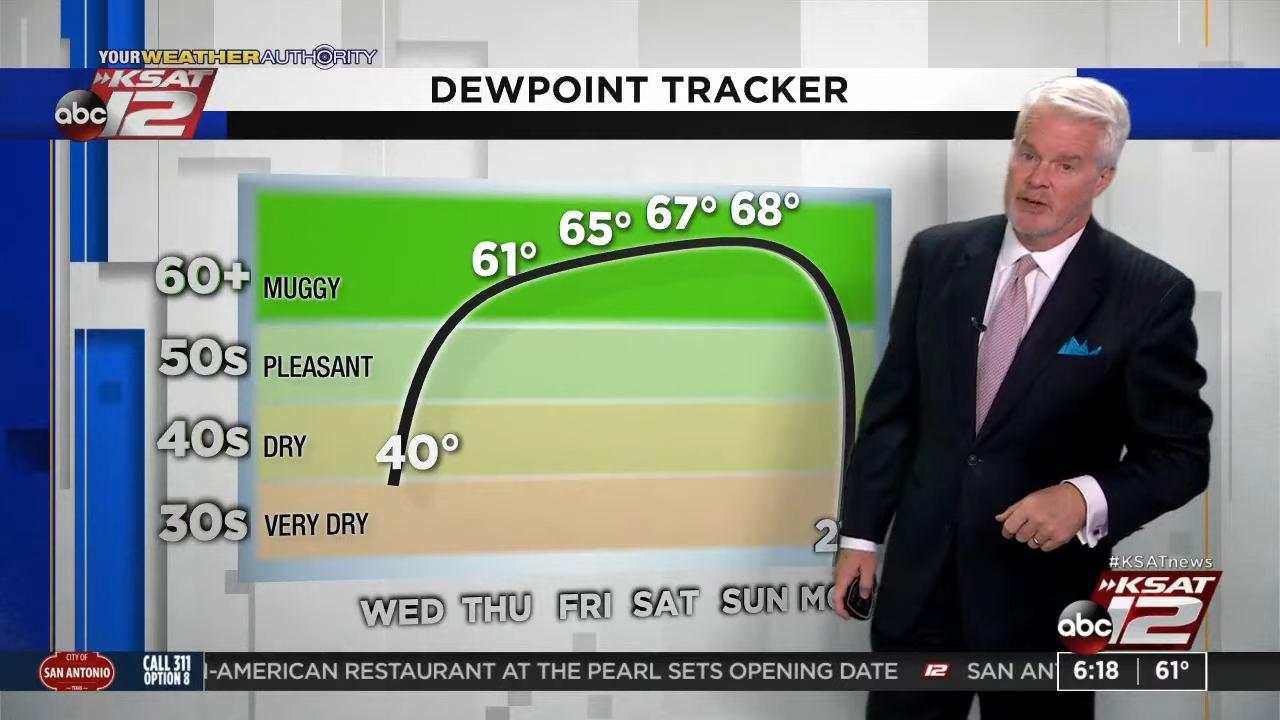 YOUR WEATHER AUTHORITY
KSAT
abc 12
DEWPOINT TRACKER
61° 65° 67° 68°
60+ MUGGY
50s PLEASANT
40s DRY
40°
30s VERY DRY
2
WED THU FRI SAT SUN
#KSATnews
KSAT
abc 12
CITY OF
SAN ANTONIO
TEXAS
CALL 311
OPTION 8
-AMERICAN RESTAURANT AT THE PEARL SETS OPENING DATE 12 SAN AN
6:18 61°